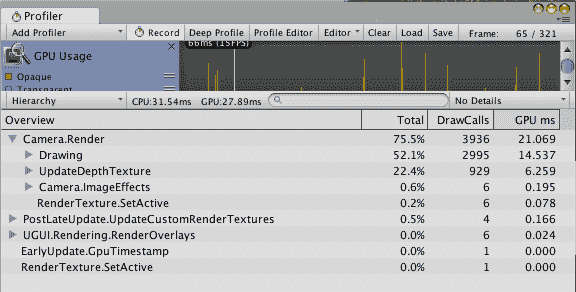 Profiler
Add Profiler Record Deep Profile Profile Editor Editor Clear Load Save Frame: 65 / 321
GPU Usage 66ms (15FPS)
Opaque
Transparent
Hierarchy CPU:31.54ms GPU:27.89ms No Details
Overview Total DrawCalls GPU ms
Camera.Render 75.5% 3936 21.069
Drawing 52.1% 2995 14.537
UpdateDepthTexture 22.4% 929 6.259
Camera.ImageEffects 0.6% 6 0.195
RenderTexture.SetActive 0.2% 6 0.078
PostLateUpdate.UpdateCustomRenderTextures 0.5% 4 0.166
UGUI.Rendering.RenderOverlays 0.0% 6 0.024
EarlyUpdate.GpuTimestamp 0.0% 1 0.000
RenderTexture.SetActive 0.0% 1 0.000